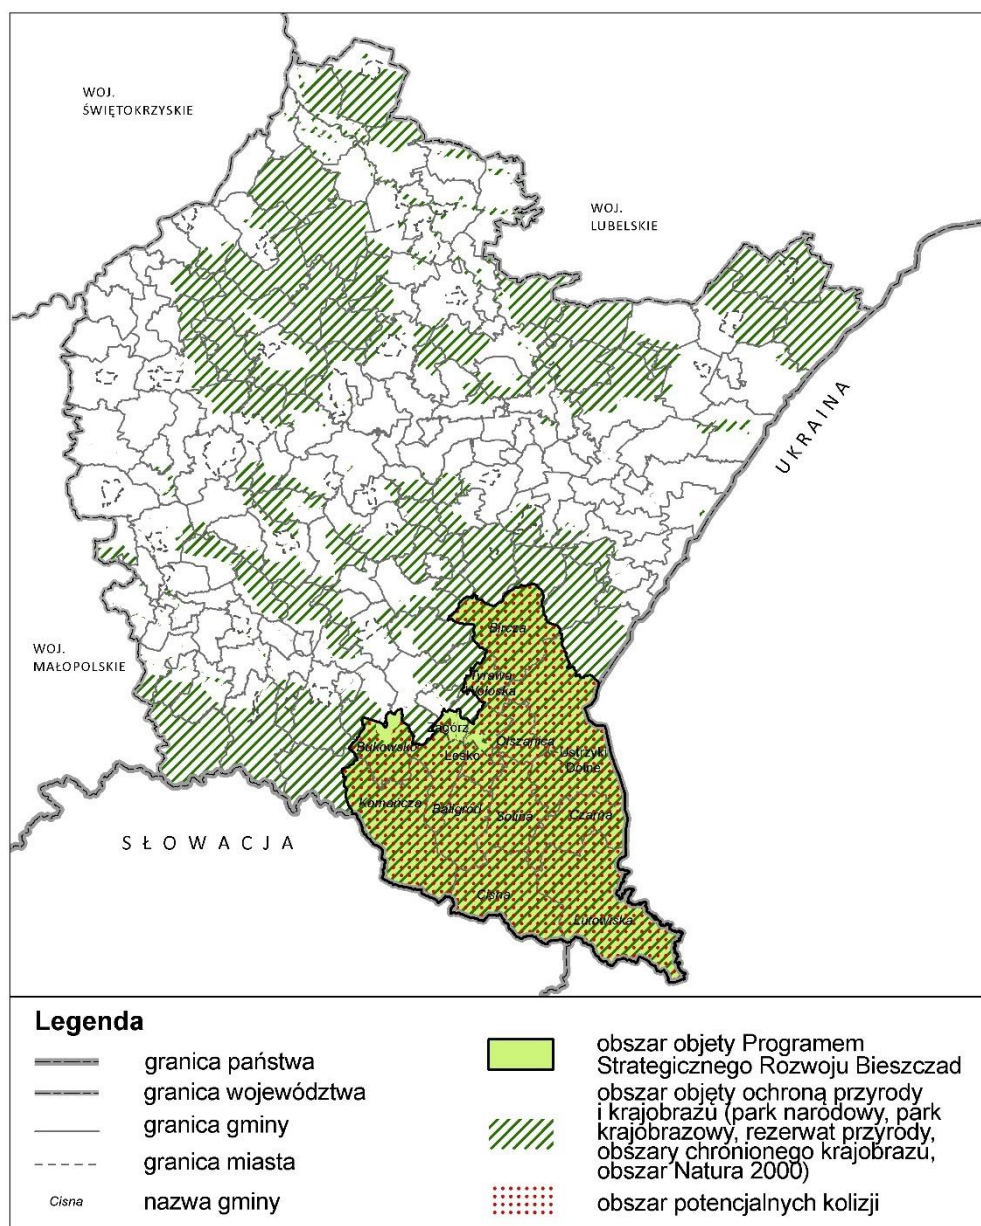 WOJ.
ŚWIĘTOKRZYSKIE
WOJ.
LUBELSKIE
UKRAINA
WOJ.
MAŁOPOLSKIE
Bircza
Tyrawa
Wołoska
Zagórz
Bukowsko
Lesko
Olszanica
Ustrzyki
Dolne
Komańcza
Baligród
Solina
Czarna
SŁOWACJA
Cisna
Lutowiska
Legenda
granica państwa
granica województwa
granica gminy
granica miasta
Cisna nazwa gminy
obszar objety Programem
Strategicznego Rozwoju Bieszczad
obszar objęty ochroną przyrody
i krajobrazu (park narodowy, park
krajobrazowy, rezerwat przyrody,
obszary chrónionego krajobrazu,
obszar Natura 2000)
obszar potencjalnych kolizji